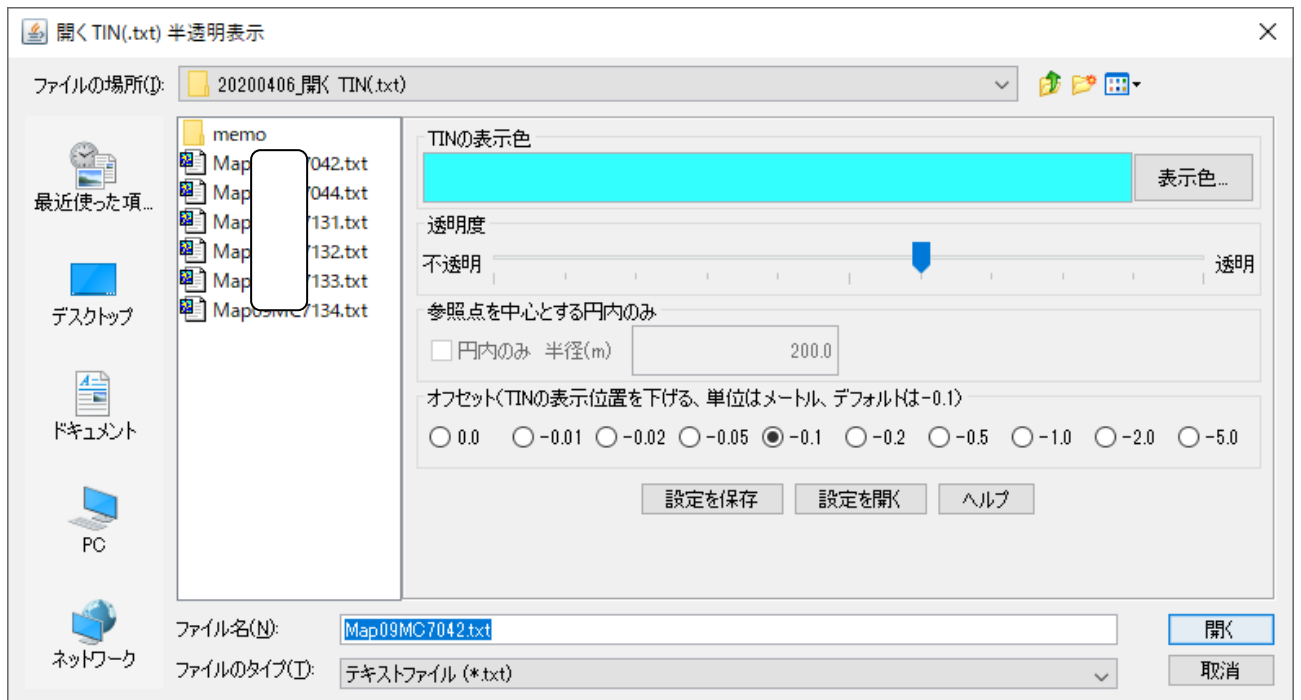 開く TIN(.txt) 半透明表示
ファイルの場所(I): 20200406_開く TIN(.txt)
最近使った項...
デスクトップ
ドキュメント
PC
ネットワーク
memo
Map 7042.txt
Map 7044.txt
Map 7131.txt
Map 7132.txt
Map 7133.txt
Map09MC7134.txt
TINの表示色
表示色...
透明度
不透明 透明
参照点を中心とする円内のみ
円内のみ 半径(m) 200.0
オフセット(TINの表示位置を下げる、単位はメートル、デフォルトは-0.1)
0.0 -0.01 -0.02 -0.05 -0.1 -0.2 -0.5 -1.0 -2.0 -5.0
設定を保存 設定を開く ヘルプ
ファイル名(N): Map09MC7042.txt 開く
ファイルのタイプ(T): テキストファイル (*.txt) 取消